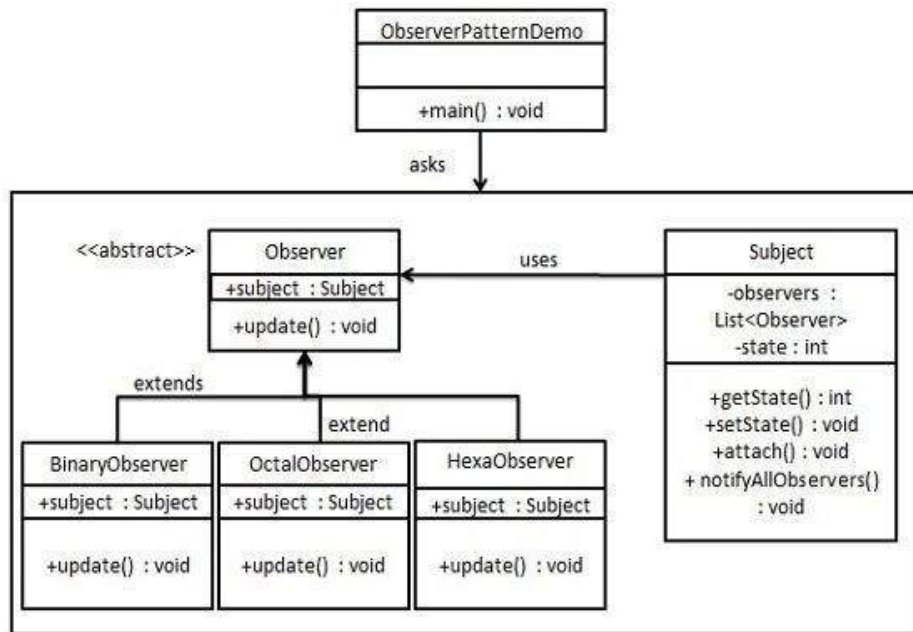 ObserverPatternDemo
+main() : void
asks
<<abstract>>
Observer
+subject : Subject
+update() : void
uses
Subject
-observers :
List<Observer>
-state : int
+getState() : int
+setState() : void
+attach() : void
+ notifyAllObservers()
: void
extends
extend
BinaryObserver
+subject : Subject
+update() : void
OctalObserver
+subject : Subject
+update() : void
HexaObserver
+subject : Subject
+update() : void